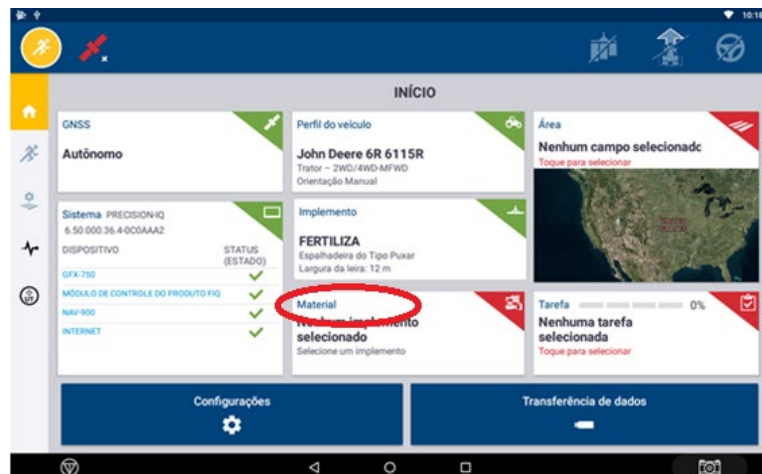 10:18
INÍCIO
GNSS
Autônomo
Perfil do veículo
John Deere 6R 6115R
Trator – 2WD/4WD-MFWD
Orientação Manual
Área
Nenhum campo selecionadc
Toque para selecionar
Sistema PRECISION-IQ
6.50.000.36.4-0C0AAA2
DISPOSITIVO STATUS (ESTADO)
GFX-750
MÓDULO DE CONTROLE DO PRODUTO FIQ
NAV-900
INTERNET
Implemento
FERTILIZA
Espalhadeira do Tipo Puxar
Largura da leira: 12 m
Material
Nenhum implemento
selecionado
Selecione um implemento
Tarefa 0%
Nenhuma tarefa
selecionada
Toque para selecionar
Configurações
Transferência de dados